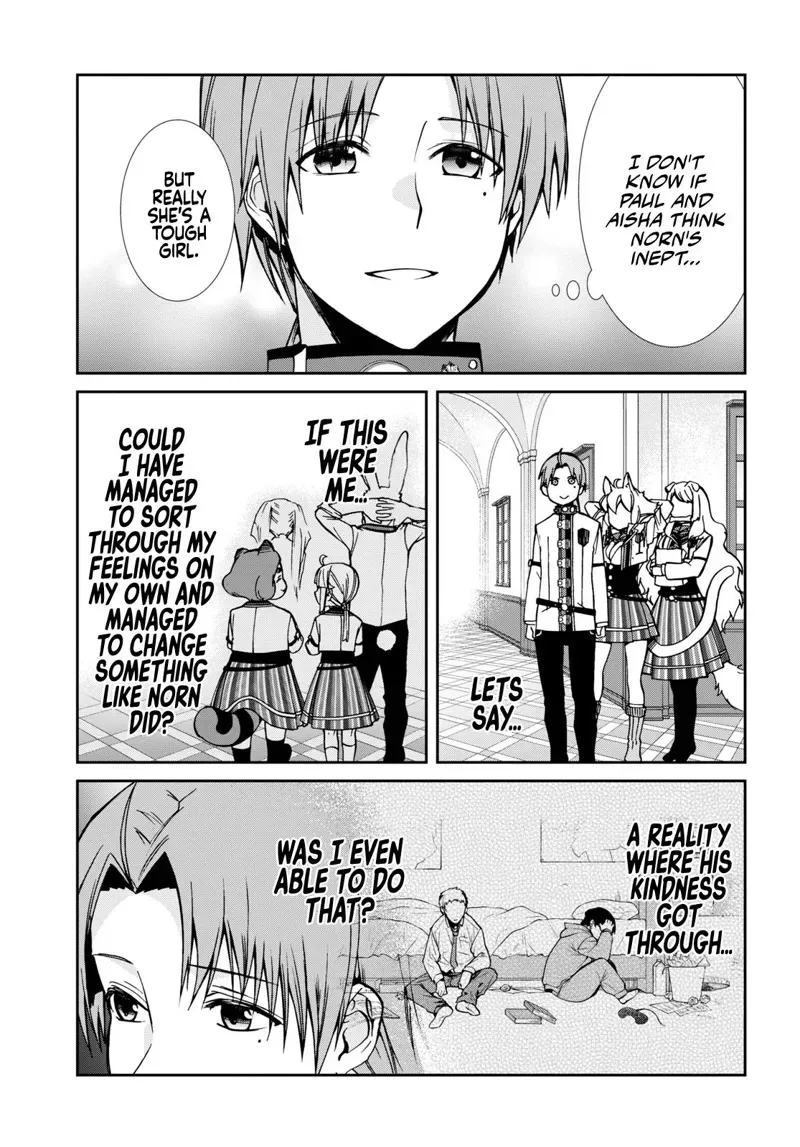 I DON'T
KNOW IF
PAUL AND
AISHA THINK
NORN'S
INEPT...
BUT
REALLY
SHE'S A
TOUGH
GIRL.
LETS
SAY...
IF THIS
WERE
ME...
COULD
I HAVE
MANAGED
TO SORT
THROUGH MY
FEELINGS ON
MY OWN AND
MANAGED
TO CHANGE
SOMETHING
LIKE NORN
DID?
A REALITY
WHERE HIS
KINDNESS
GOT
THROUGH...
WAS I EVEN
ABLE TO DO
THAT?